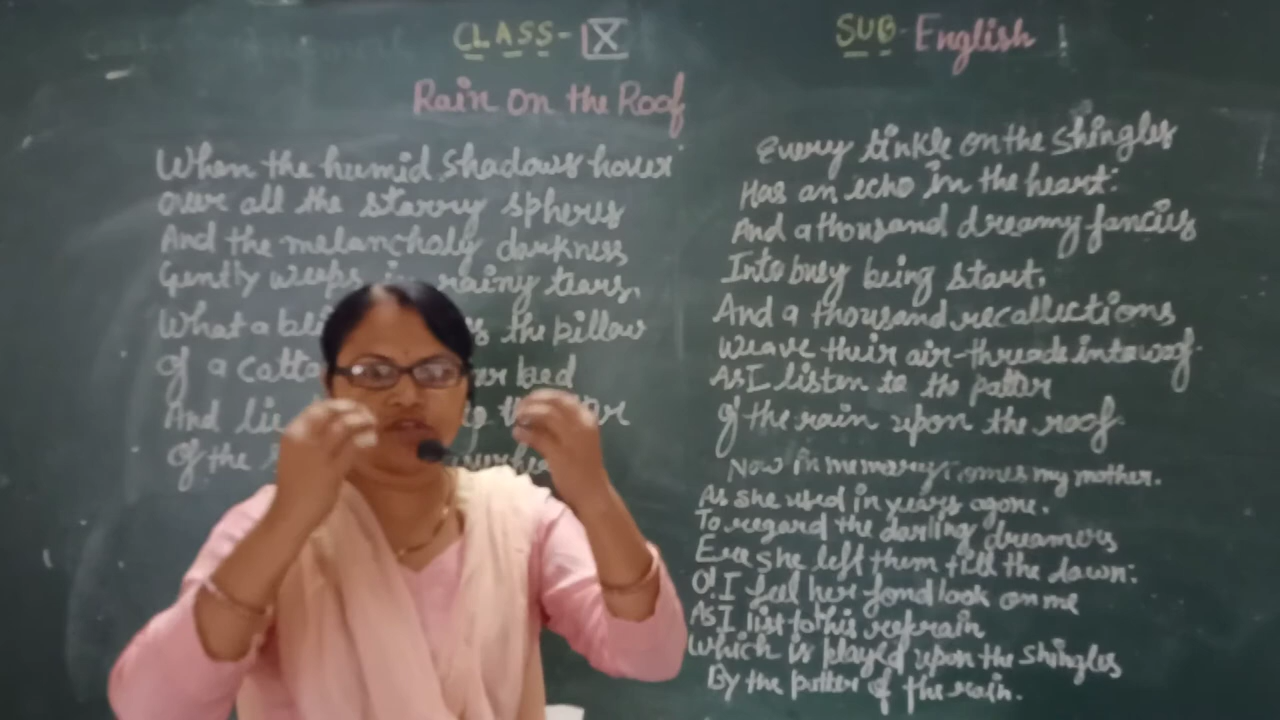 CLASS-IX
SUB-English
Rain on the Roof
When the humid shadows hover
over all the starry spheres
And the melancholy darkness
Gently weeps in rainy tears.
What a the pillow
of a bed
And the
of the
Every tinkle on the shingles
Has an echo in the heart:
And a thousand dreamy fancies
Into busy being start.
And a thousand recallections
Weave their air-threads into woof.
As I listen to the patter
of the rain upon the roof.
Now in memory comes my mother.
As she used in years agone.
To regard the darling dreamers
Ere she left them till the dawn:
O! I feel her fond look on me
As I list to this refrain
Which is played upon the shingles
By the patter of the rain.